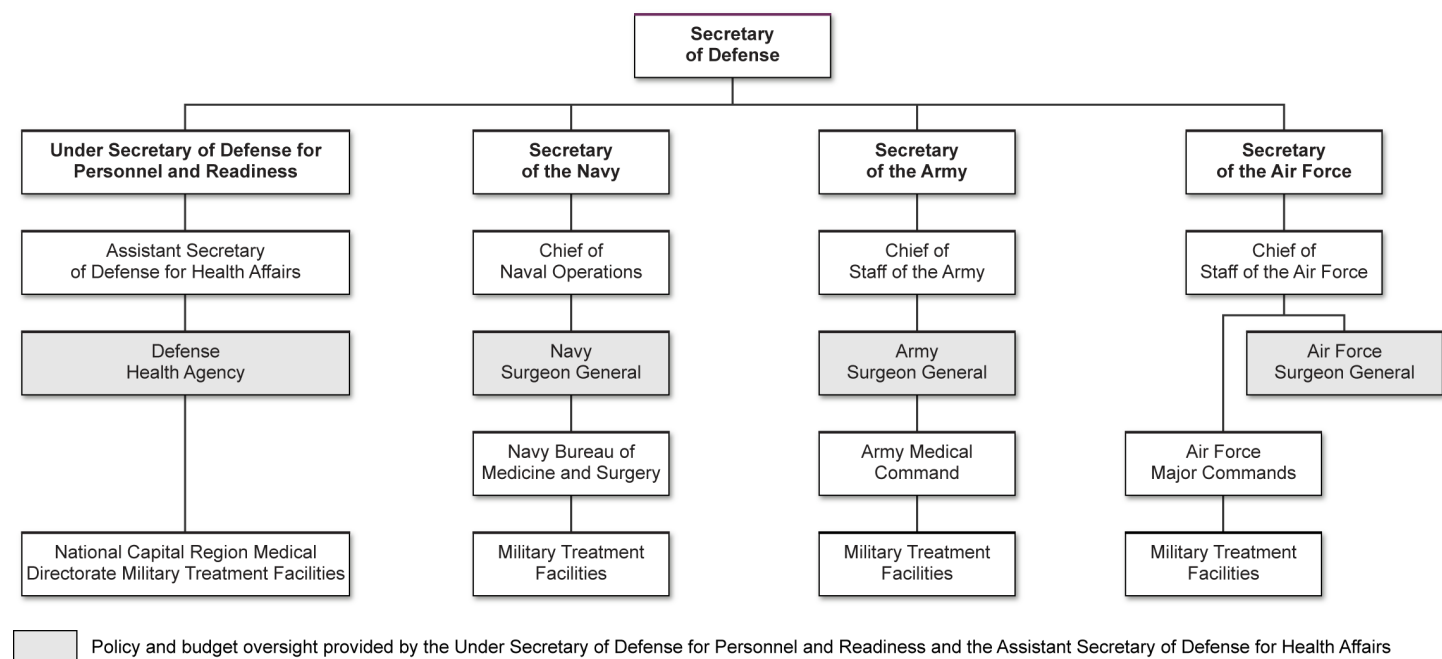 Secretary
of Defense
Under Secretary of Defense for
Personnel and Readiness
Secretary
of the Navy
Secretary
of the Army
Secretary
of the Air Force
Assistant Secretary
of Defense for Health Affairs
Chief of
Naval Operations
Chief of
Staff of the Army
Chief of
Staff of the Air Force
Defense
Health Agency
Navy
Surgeon General
Army
Surgeon General
Air Force
Surgeon General
Navy Bureau of
Medicine and Surgery
Army Medical
Command
Air Force
Major Commands
National Capital Region Medical
Directorate Military Treatment Facilities
Military Treatment
Facilities
Military Treatment
Facilities
Military Treatment
Facilities
Policy and budget oversight provided by the Under Secretary of Defense for Personnel and Readiness and the Assistant Secretary of Defense for Health Affairs